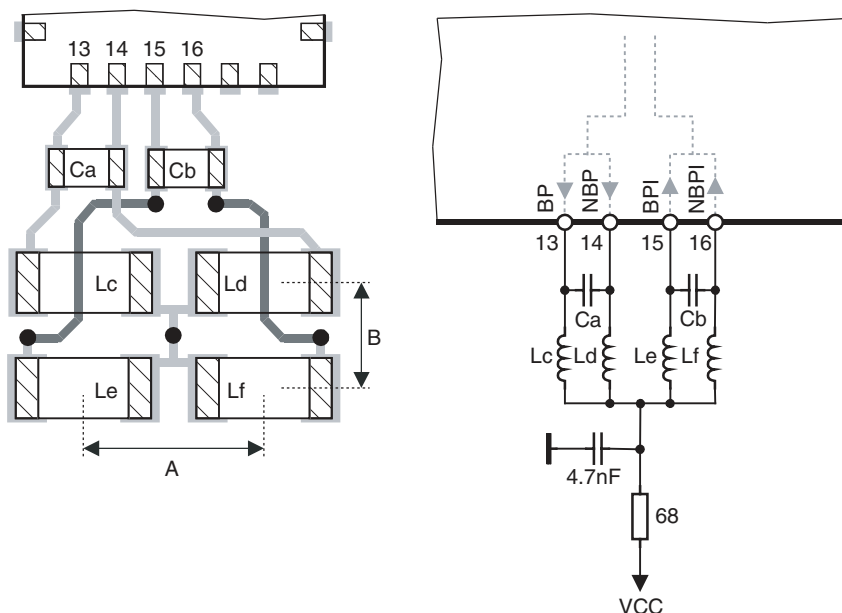 13 14 15 16
Ca Cb
Lc Ld
B
Le Lf
A
BP NBP BPI NBPI
13 14 15 16
Ca Cb
Lc Ld Le Lf
4.7nF
68
VCC